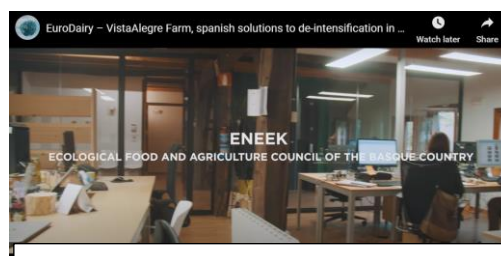 EuroDairy – VistaAlegre Farm, spanish solutions to de-intensification in ...
Watch later
Share
ENEEK
ECOLOGICAL FOOD AND AGRICULTURE COUNCIL OF THE BASQUE COUNTRY